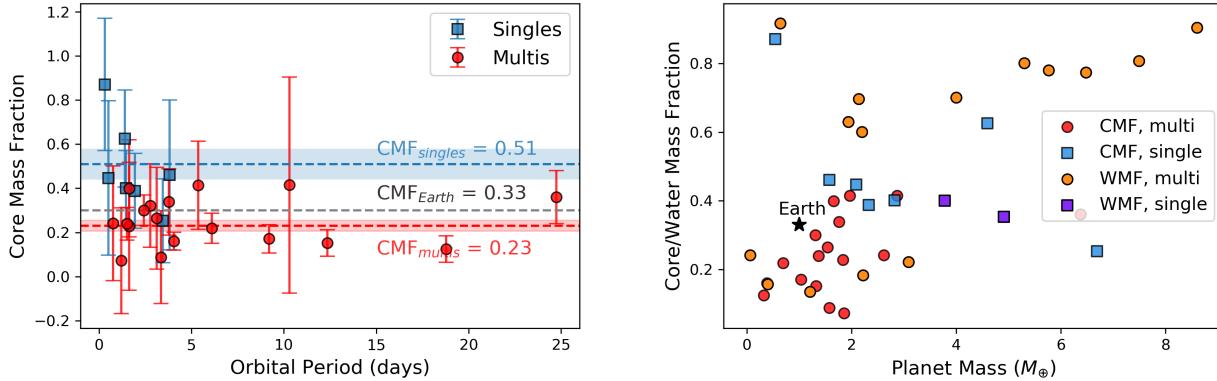 1.2
1.0
0.8
0.6
0.4
0.2
0.0
−0.2
Core Mass Fraction
0
5
10
15
20
25
Orbital Period (days)
Singles
Multis
CMFsingles = 0.51
CMFEarth = 0.33
CMFmultis = 0.23
0.8
0.6
0.4
0.2
Core/Water Mass Fraction
0
2
4
6
8
Planet Mass (M⊕)
Earth
CMF, multi
CMF, single
WMF, multi
WMF, single